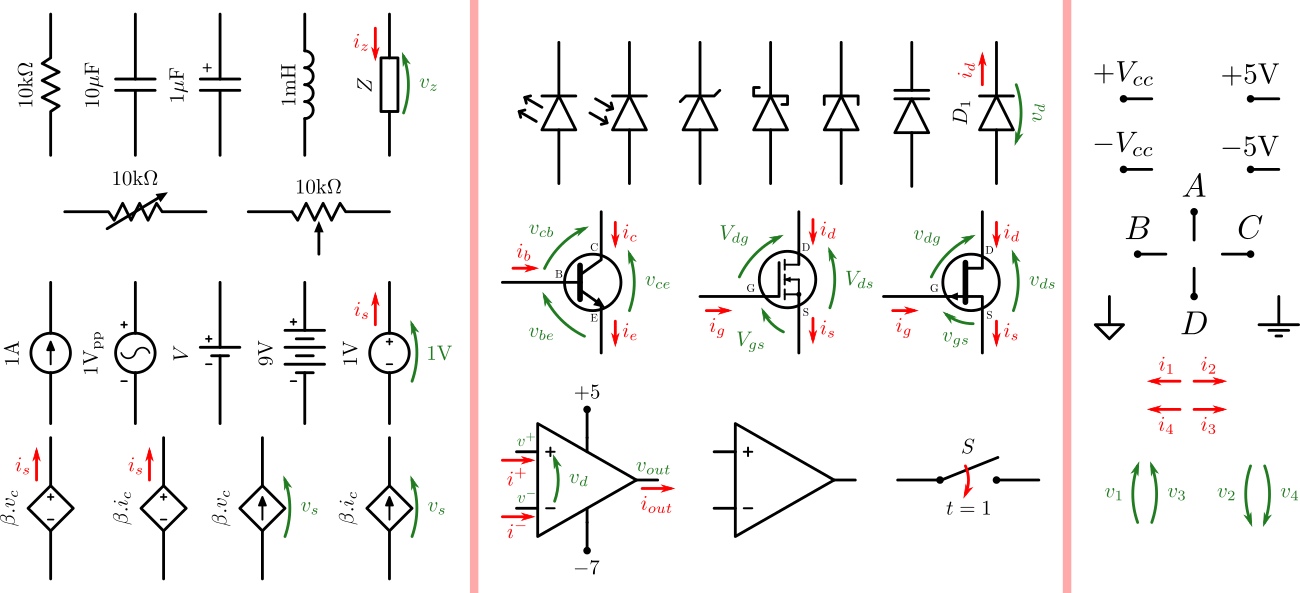 10kΩ
10μF
+
1μF
1mH
Z
i_z
v_z
10kΩ
10kΩ
1A
1V_pp
+
-
V
+
-
9V
+
-
1V
i_s
+
-
1V
β.v_c
i_s
+
-
β.i_c
i_s
+
-
β.v_c
v_s
β.i_c
v_s
D_1
i_d
v_d
v_cb
i_b
B
C
E
i_c
v_ce
v_be
i_e
V_dg
G
D
S
i_d
V_ds
i_g
V_gs
i_s
v_dg
G
D
S
i_d
v_ds
i_g
v_gs
i_s
+5
v^+
+
i^+
v_d
v_out
i_out
v^-
-
i^-
-7
+
-
S
t = 1
+V_cc
+5V
-V_cc
-5V
A
B
C
D
i_1 i_2
i_4 i_3
v_1 v_3
v_2 v_4